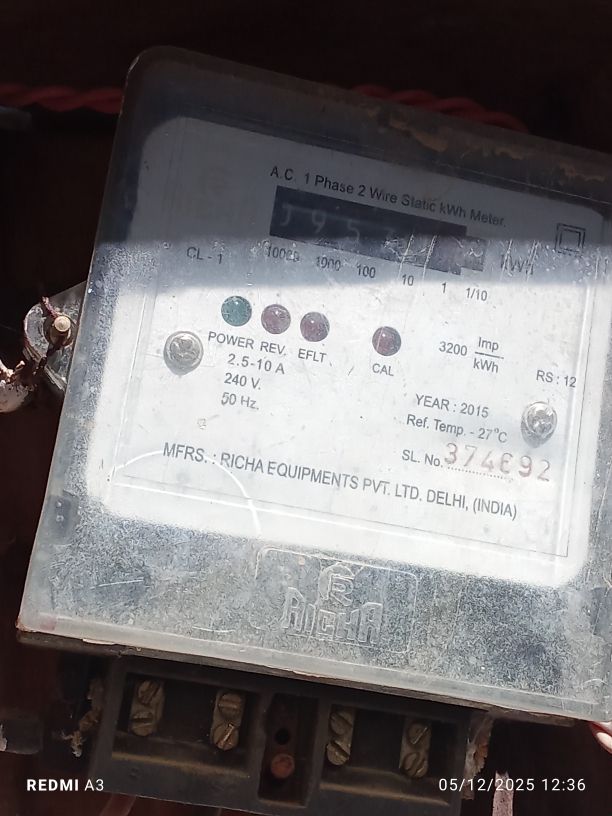 A.C. 1 Phase 2 Wire Static kWh Meter.
CL - 1
10000 1000 100 10 1 1/10
KWh
POWER REV. EFLT CAL
2.5-10 A
240 V.
50 Hz.
3200 Imp
kWh
RS : 12
YEAR : 2015
Ref. Temp. - 27°C
SL. No.
MFRS. : RICHA EQUIPMENTS PVT. LTD. DELHI, (INDIA)
RICHA
REDMI A3
05/12/2025 12:36